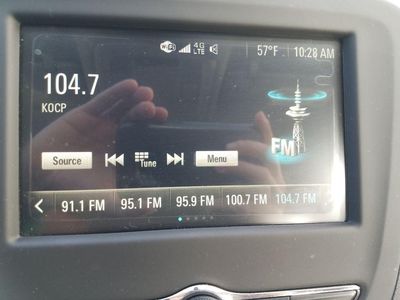 WiFi 4G LTE 57°F 10:28 AM
104.7
KOCP
FM
Source Tune Menu
91.1 FM 95.1 FM 95.9 FM 100.7 FM 104.7 FM